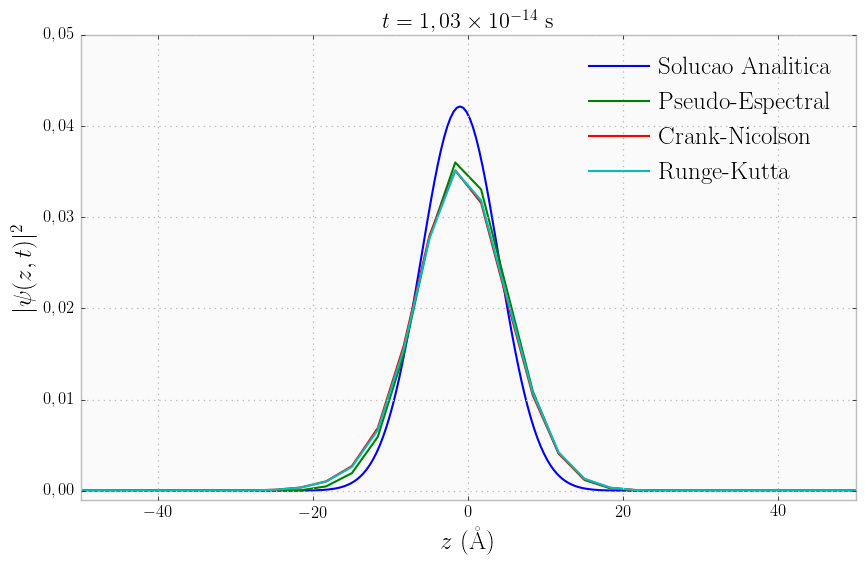 t = 1,03 × 10⁻¹⁴ s
0,05
0,04
0,03
0,02
0,01
0,00
|ψ(z, t)|²
Solucao Analitica
Pseudo-Espectral
Crank-Nicolson
Runge-Kutta
−40 −20 0 20 40
z (Å)